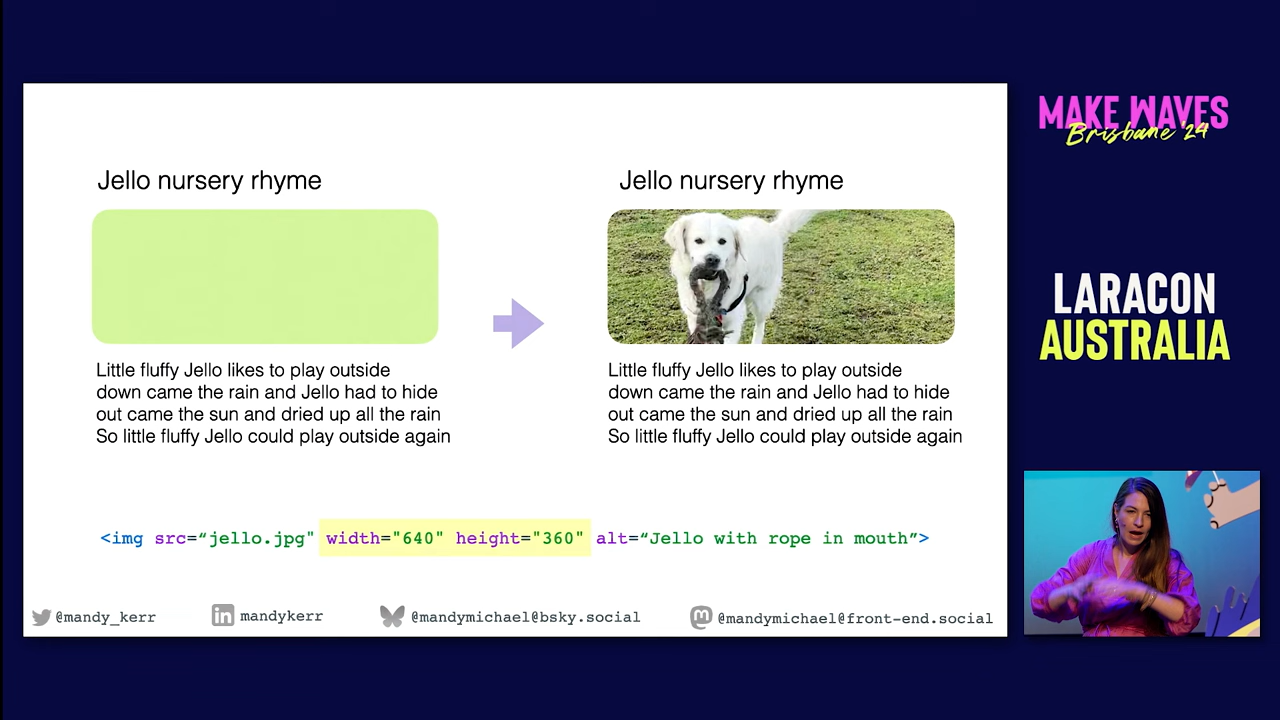 Jello nursery rhyme
Little fluffy Jello likes to play outside
down came the rain and Jello had to hide
out came the sun and dried up all the rain
So little fluffy Jello could play outside again
Jello nursery rhyme
Little fluffy Jello likes to play outside
down came the rain and Jello had to hide
out came the sun and dried up all the rain
So little fluffy Jello could play outside again
<img src=“jello.jpg" width="640" height="360" alt=“Jello with rope in mouth”>
@mandy_kerr
mandykerr
@mandymichael@bsky.social
@mandymichael@front-end.social
MAKE WAVES
Brisbane '24
LARACON
AUSTRALIA